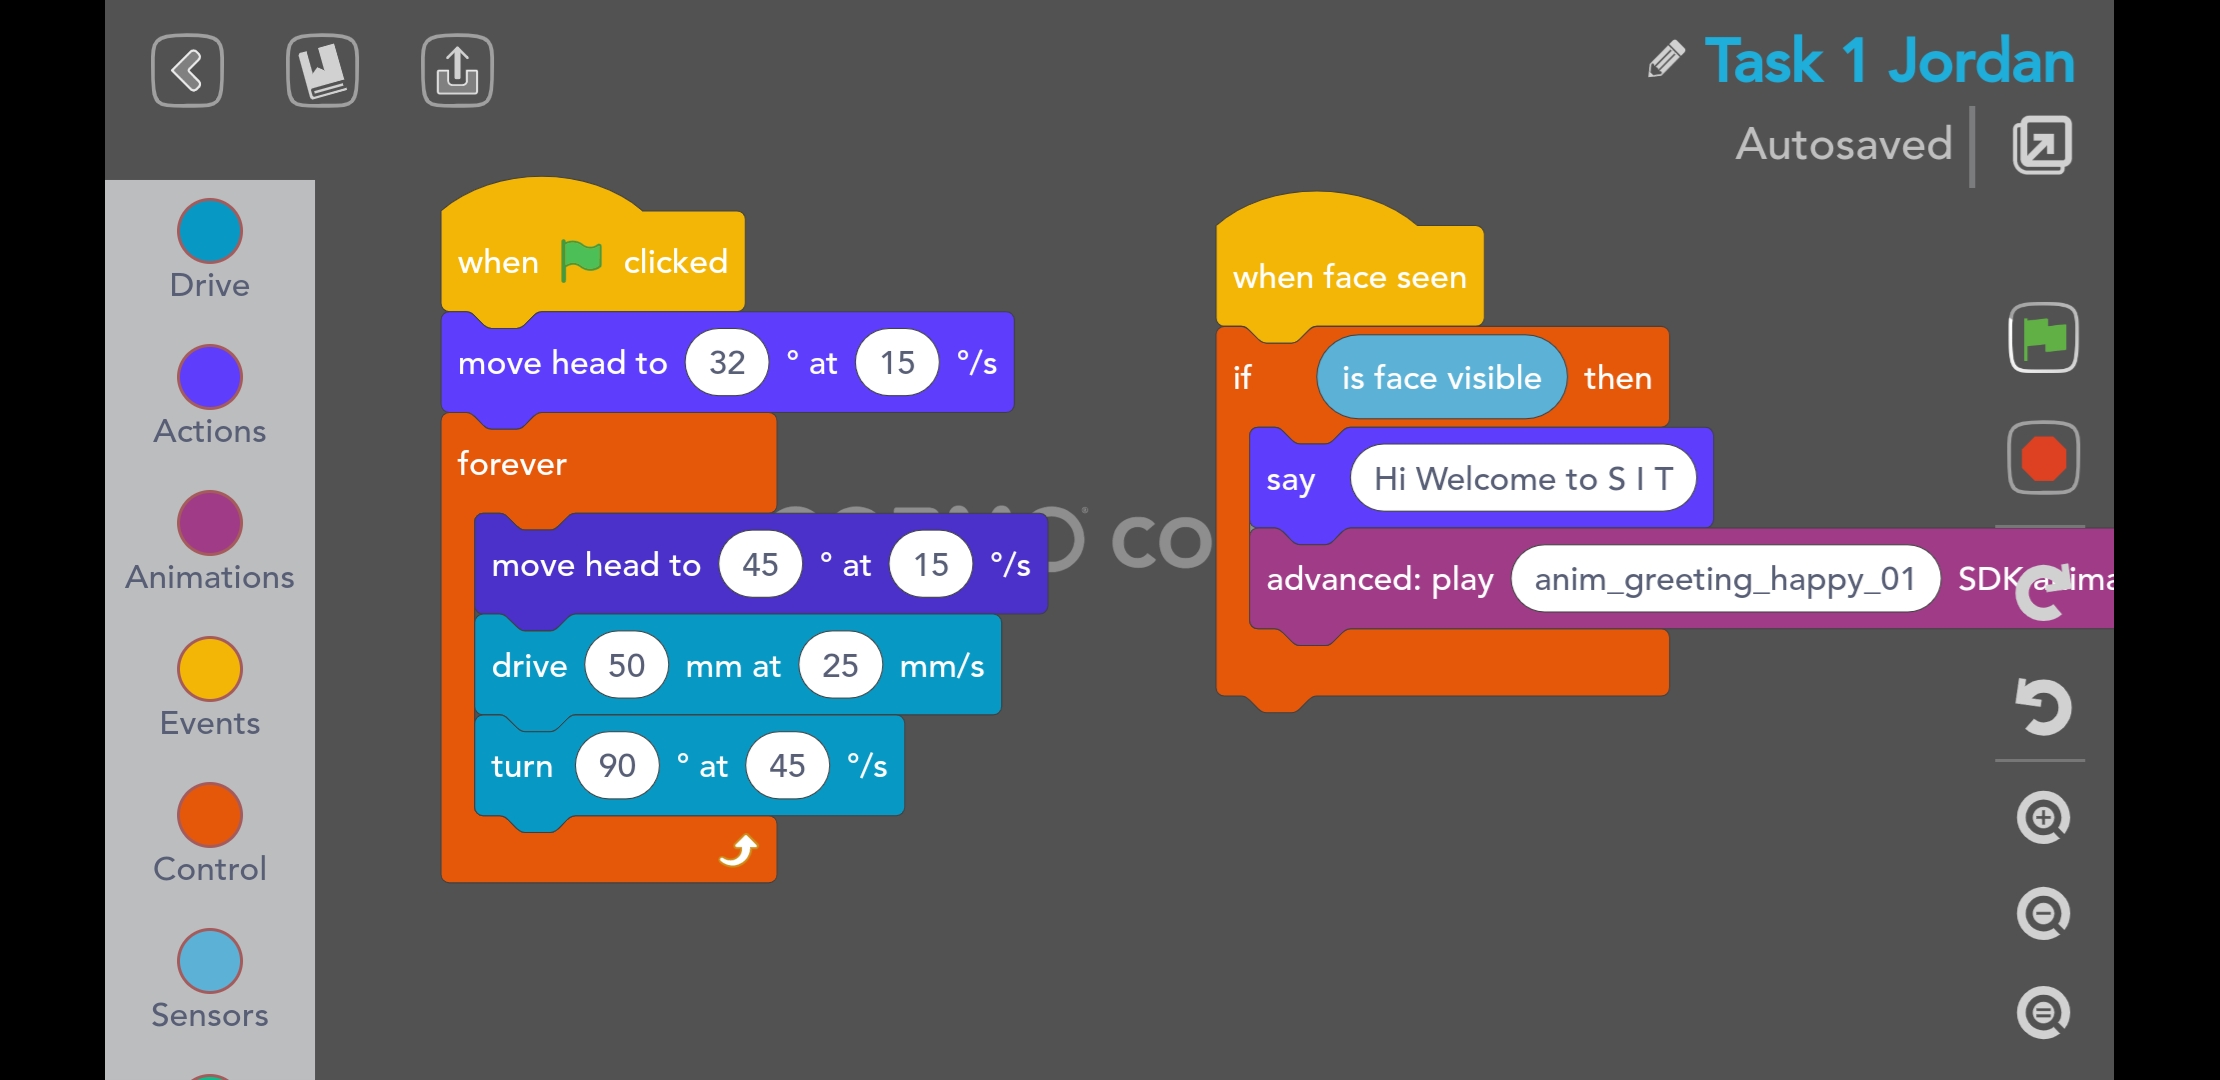 Task 1 Jordan
Autosaved
Drive
Actions
Animations
Events
Control
Sensors
when clicked
move head to 32 ° at 15 °/s
forever
move head to 45 ° at 15 °/s
drive 50 mm at 25 mm/s
turn 90 ° at 45 °/s
when face seen
if is face visible then
say Hi Welcome to S I T
advanced: play anim_greeting_happy_01 SDK